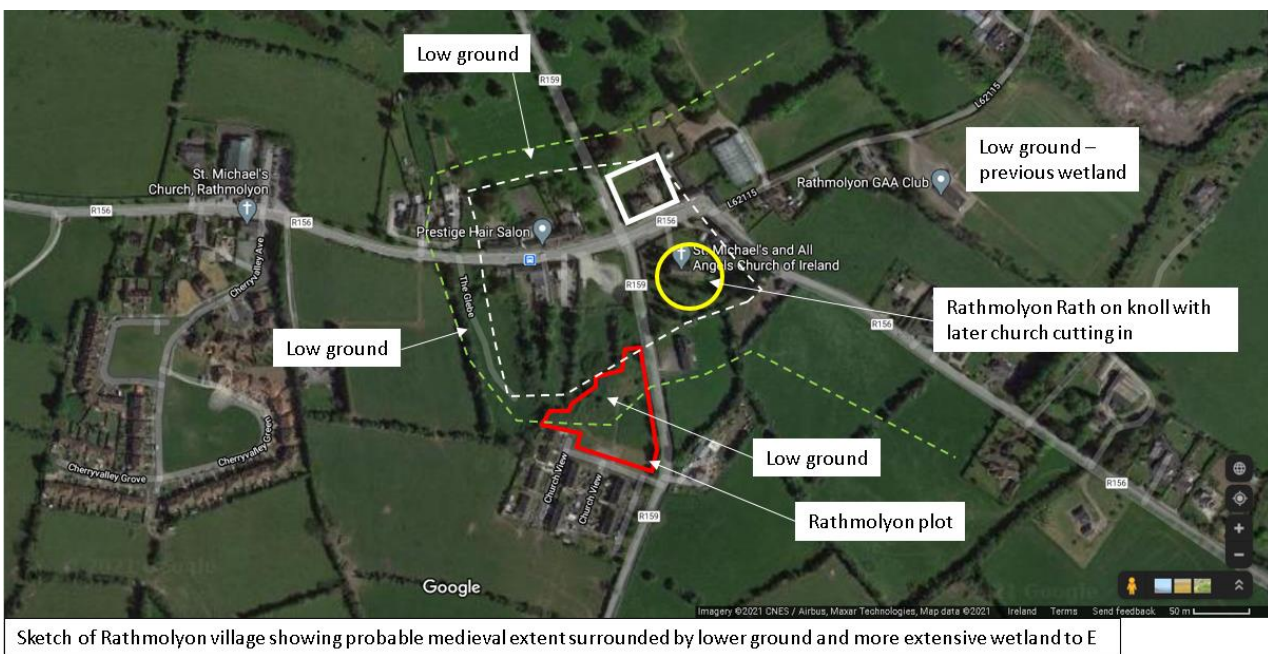 Low ground
R159
L62115
Low ground –
previous wetland
St. Michael's
Church, Rathmolyon
Rathmolyon GAA Club
R156
R156
R156
L62115
Prestige Hair Salon
St. Michael's and All
Angels Church of Ireland
Cherryvalley Ave
The Glebe
R159
Rathmolyon Rath on knoll with
later church cutting in
R156
Low ground
Cherryvalley Green
Low ground
Cherryvalley Grove
Church View
Church View
R156
Rathmolyon plot
R159
Google
Imagery ©2021 CNES / Airbus, Maxar Technologies, Map data ©2021 Ireland Terms Send feedback 50 m
Sketch of Rathmolyon village showing probable medieval extent surrounded by lower ground and more extensive wetland to E